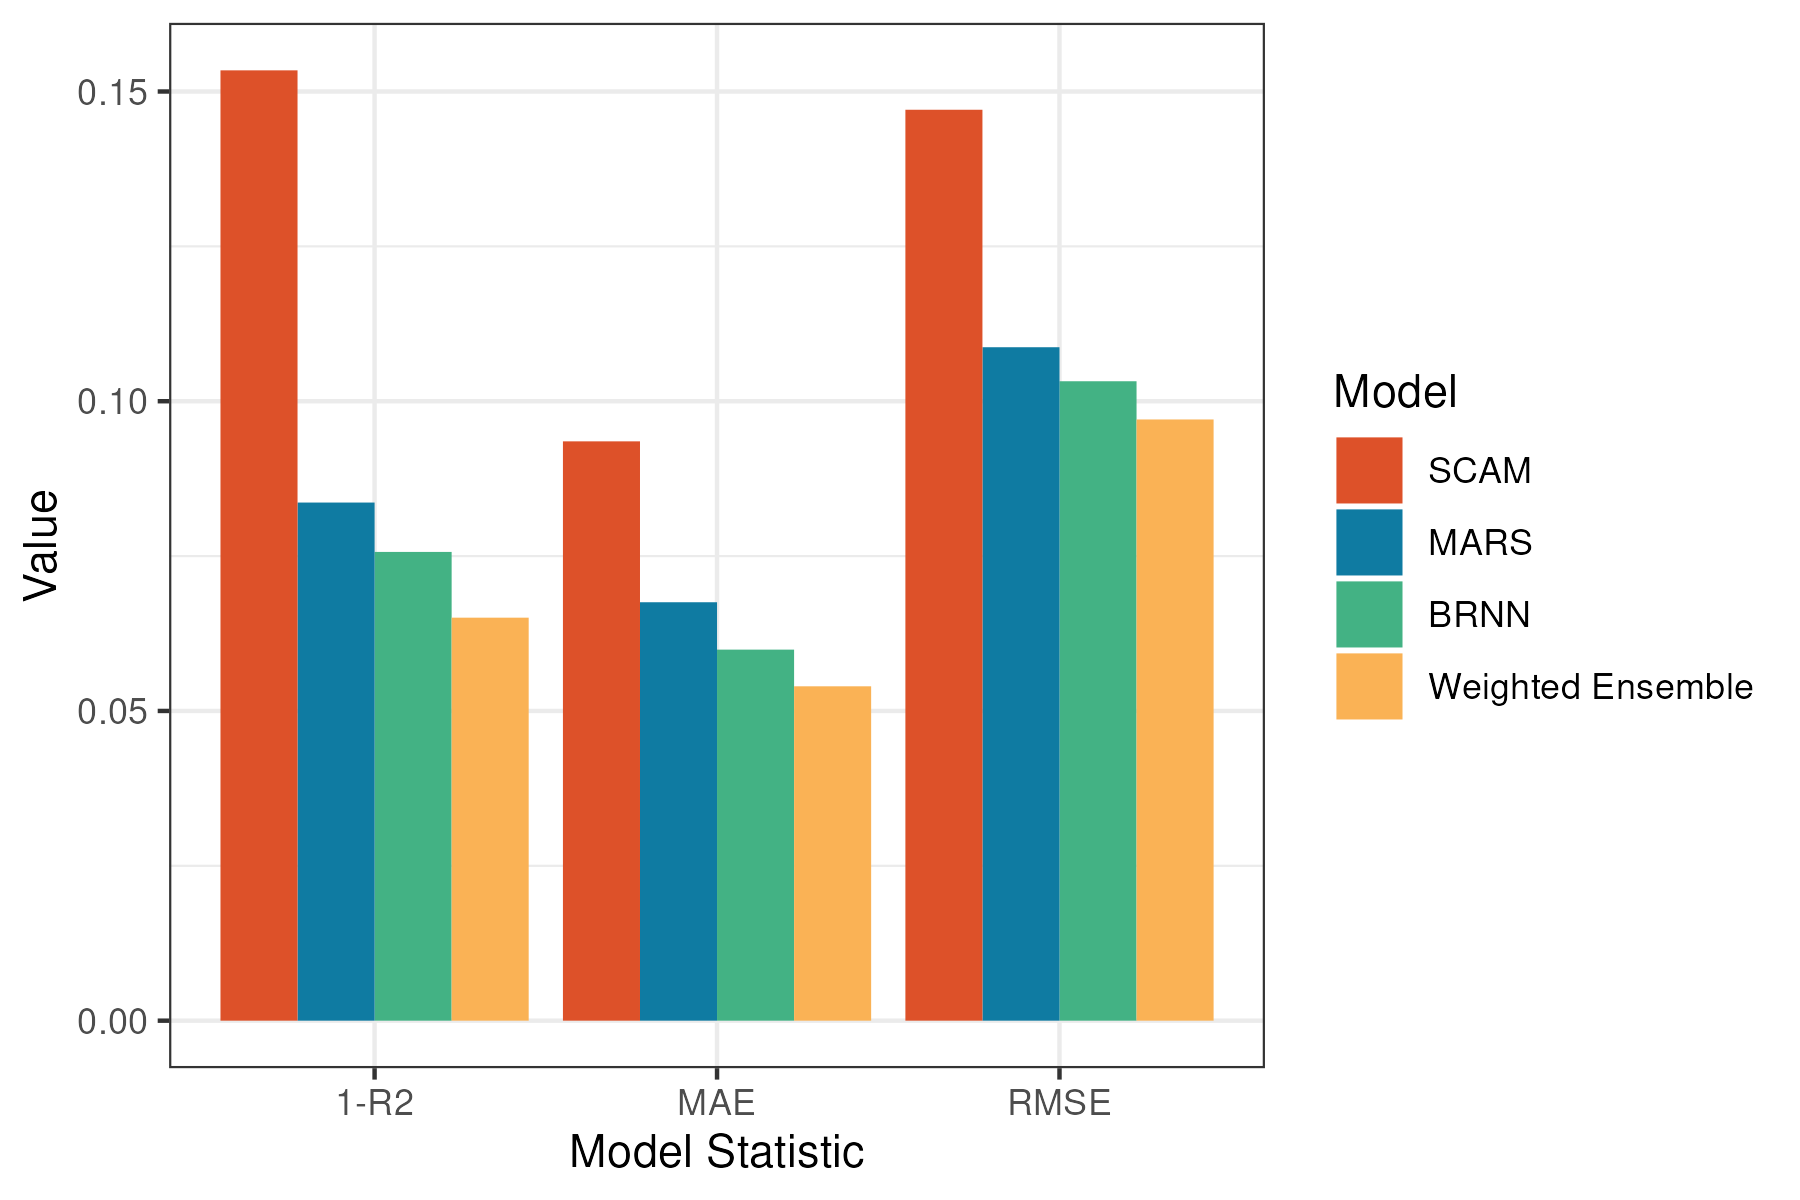 Value
0.15
0.10
0.05
0.00
1-R2
MAE
RMSE
Model Statistic
Model
SCAM
MARS
BRNN
Weighted Ensemble